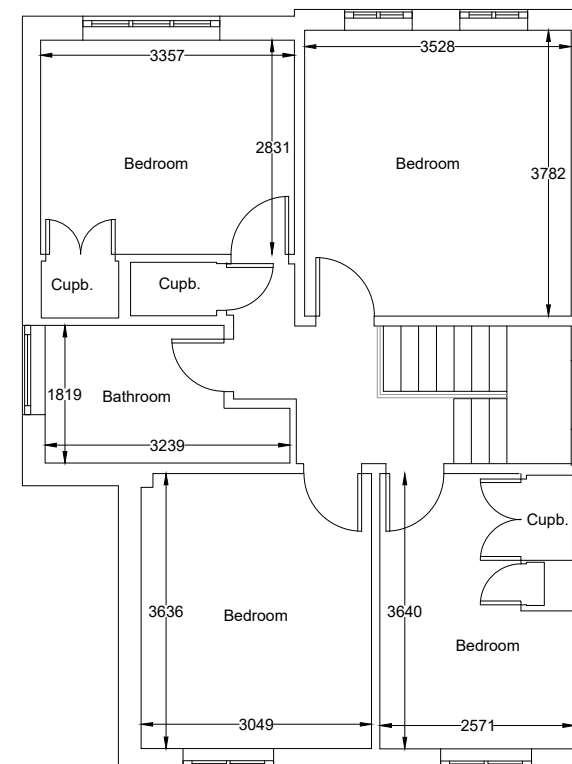 3357
3528
2831
Bedroom
Bedroom
3782
Cupb.
Cupb.
1819
Bathroom
3239
Cupb.
3636
Bedroom
3640
Bedroom
3049
2571